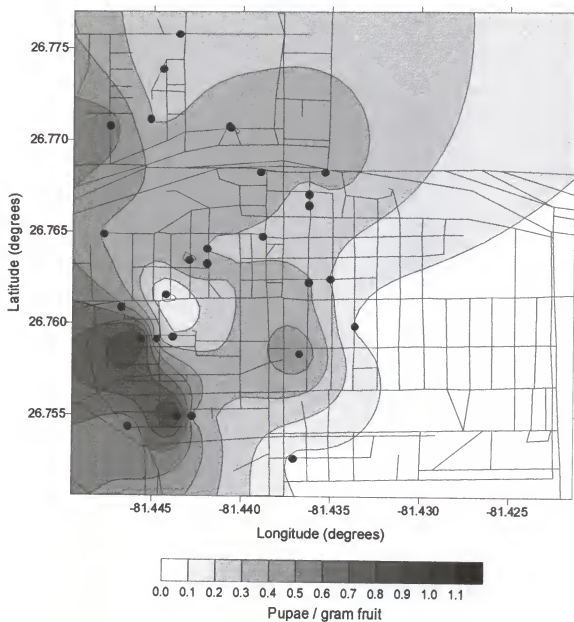 26.775
26.770
26.765
26.760
26.755
Latitude (degrees)
-81.445 -81.440 -81.435 -81.430 -81.425
Longitude (degrees)
0.0 0.1 0.2 0.3 0.4 0.5 0.6 0.7 0.8 0.9 1.0 1.1
Pupae / gram fruit